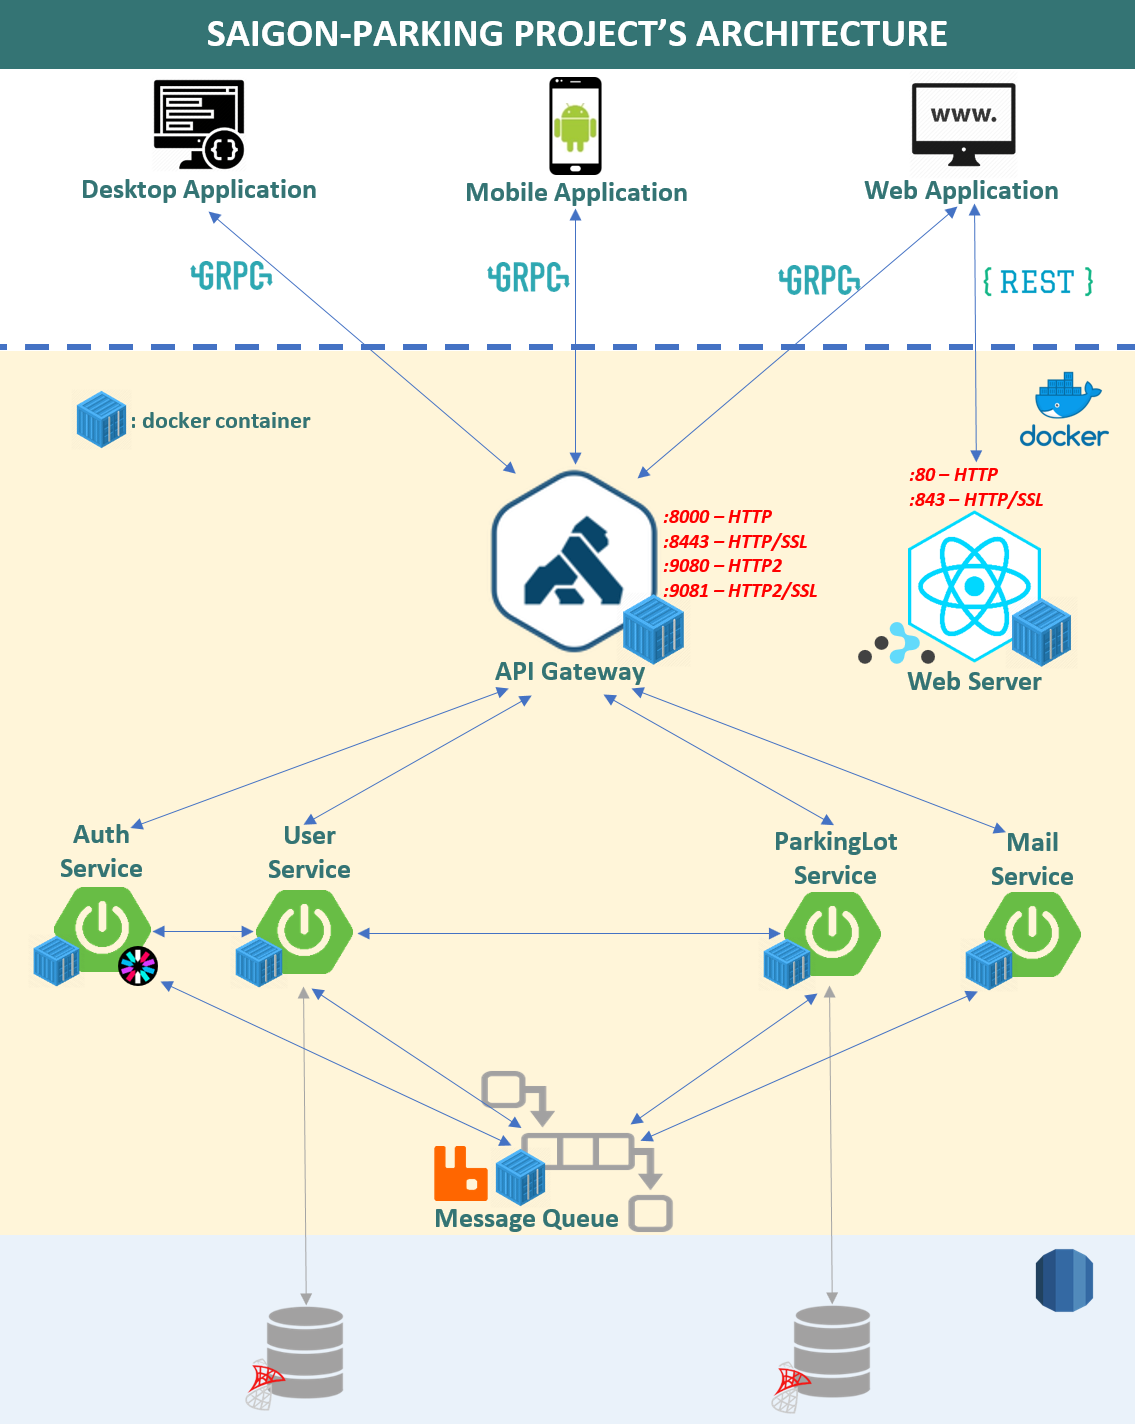 SAIGON-PARKING PROJECT'S ARCHITECTURE
www.
{}
Desktop Application
Mobile Application
Web Application
GRPC
GRPC
GRPC
{ REST }
: docker container
docker
:80 – HTTP
:843 – HTTP/SSL
:8000 – HTTP
:8443 – HTTP/SSL
:9080 – HTTP2
:9081 – HTTP2/SSL
API Gateway
Web Server
Auth
Service
User
Service
ParkingLot
Service
Mail
Service
Message Queue